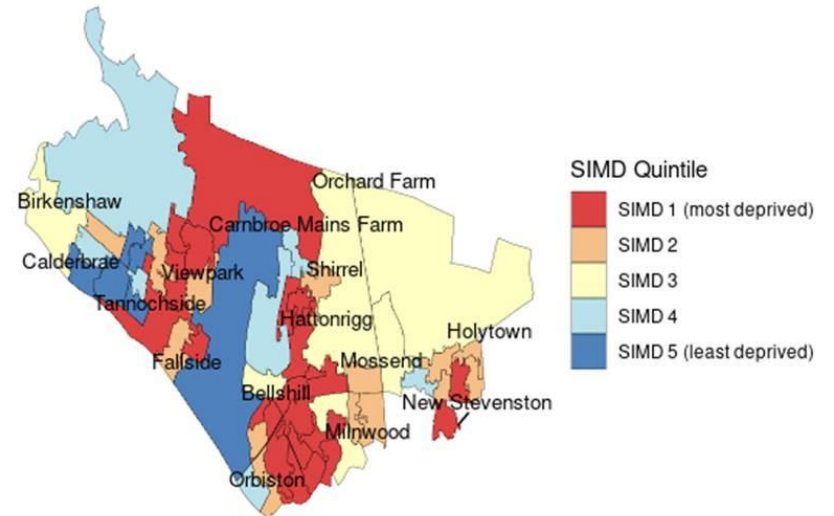 Orchard Farm
Birkenshaw
Carnbroe Mains Farm
Calderbrae
Viewpark
Shirrel
Tannochside
Hattonrigg
Holytown
Fallside
Mossend
Bellshill
New Stevenston
Milnwood
Orbiston
SIMD Quintile
SIMD 1 (most deprived)
SIMD 2
SIMD 3
SIMD 4
SIMD 5 (least deprived)